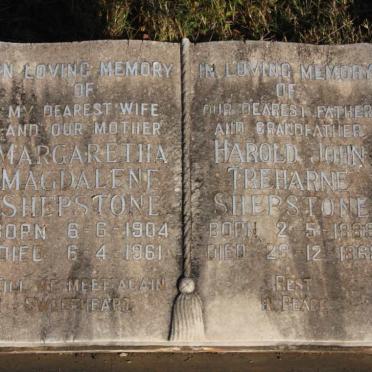 IN LOVING MEMORY
OF
MY DEAREST WIFE
AND OUR MOTHER
MARGARETHA
MAGDALENE
SHEPSTONE
BORN 6-6-1904
DIED 6-4-1961
TILL WE MEET AGAIN
SWEETHEART
IN LOVING MEMORY
OF
OUR DEAREST FATHER
AND GRANDFATHER
HAROLD JOHN
TREHARNE
SHEPSTONE
BORN 2-5-
DIED 29-12-
REST
IN PEACE